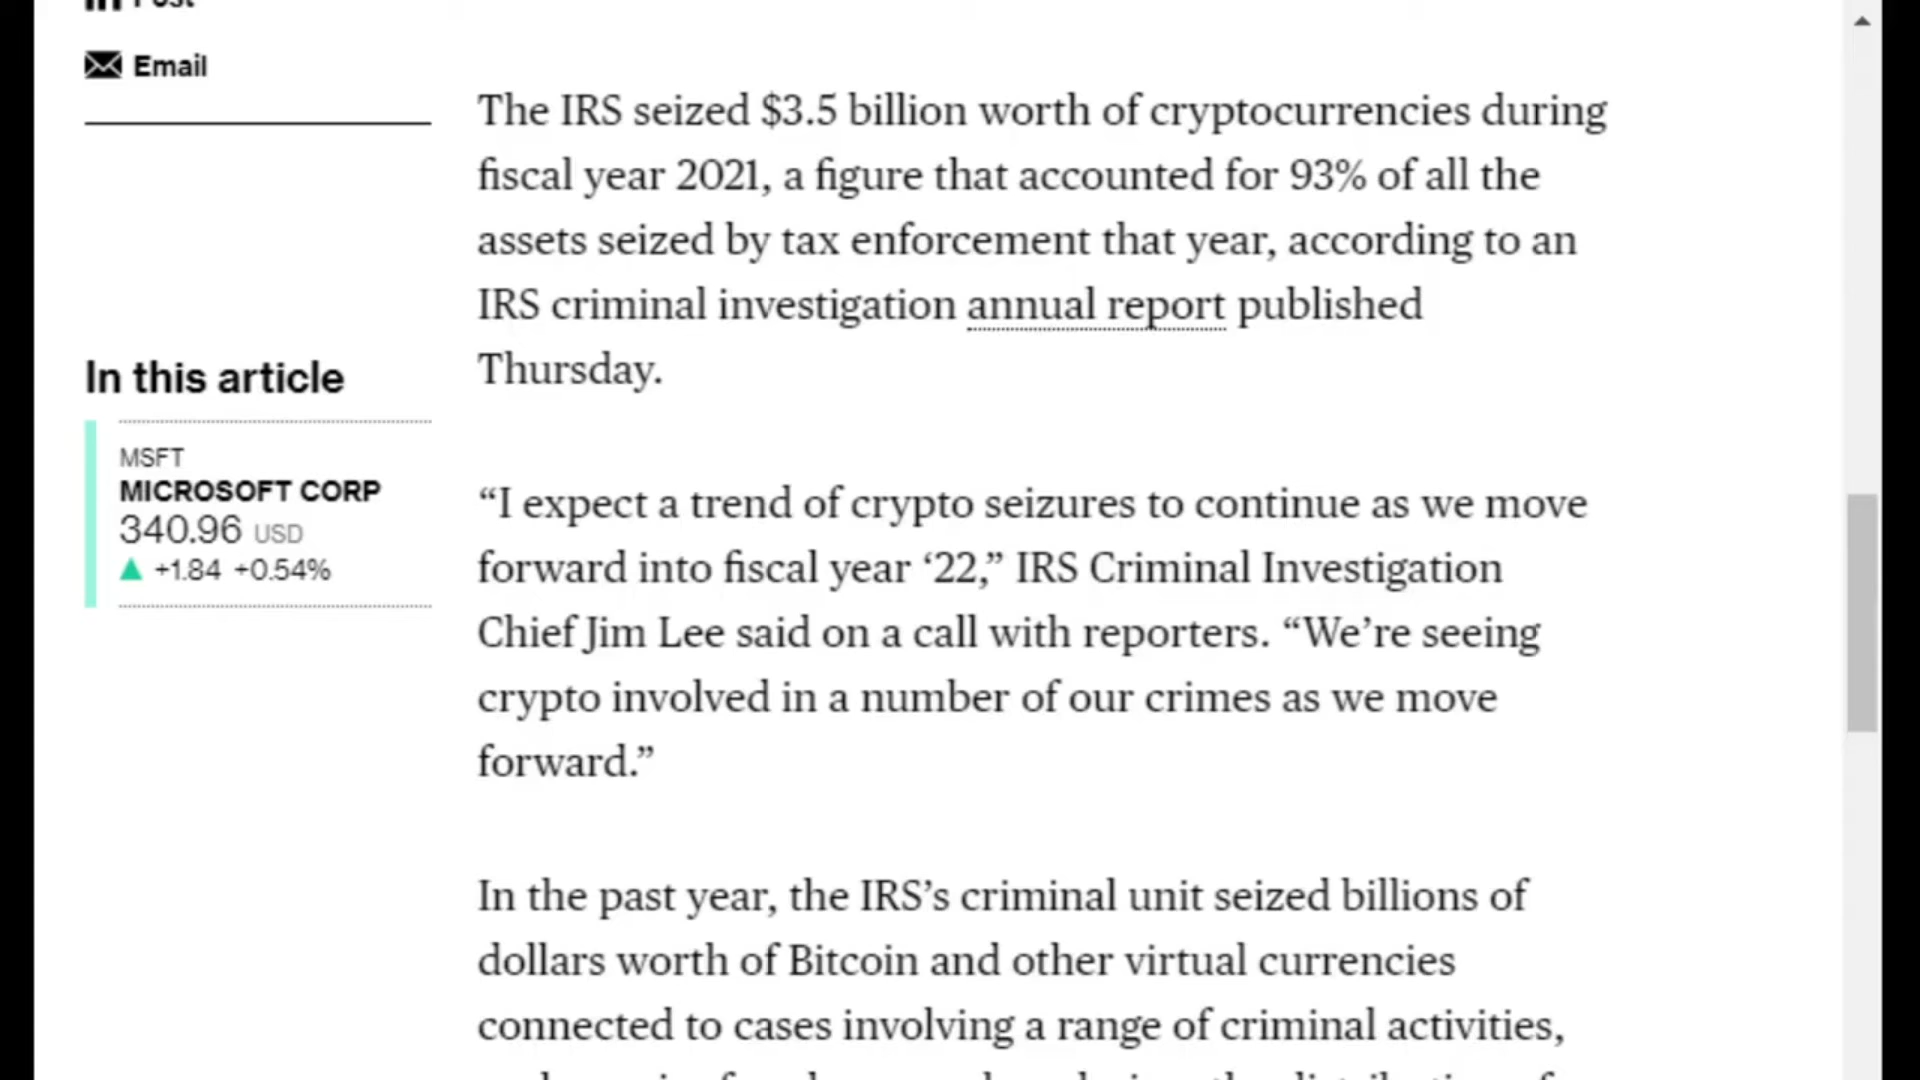 Post
Email
The IRS seized $3.5 billion worth of cryptocurrencies during
fiscal year 2021, a figure that accounted for 93% of all the
assets seized by tax enforcement that year, according to an
IRS criminal investigation annual report published
Thursday.
In this article
MSFT
MICROSOFT CORP
340.96 USD
+1.84 +0.54%
“I expect a trend of crypto seizures to continue as we move
forward into fiscal year ‘22,” IRS Criminal Investigation
Chief Jim Lee said on a call with reporters. “We’re seeing
crypto involved in a number of our crimes as we move
forward.”
In the past year, the IRS’s criminal unit seized billions of
dollars worth of Bitcoin and other virtual currencies
connected to cases involving a range of criminal activities,